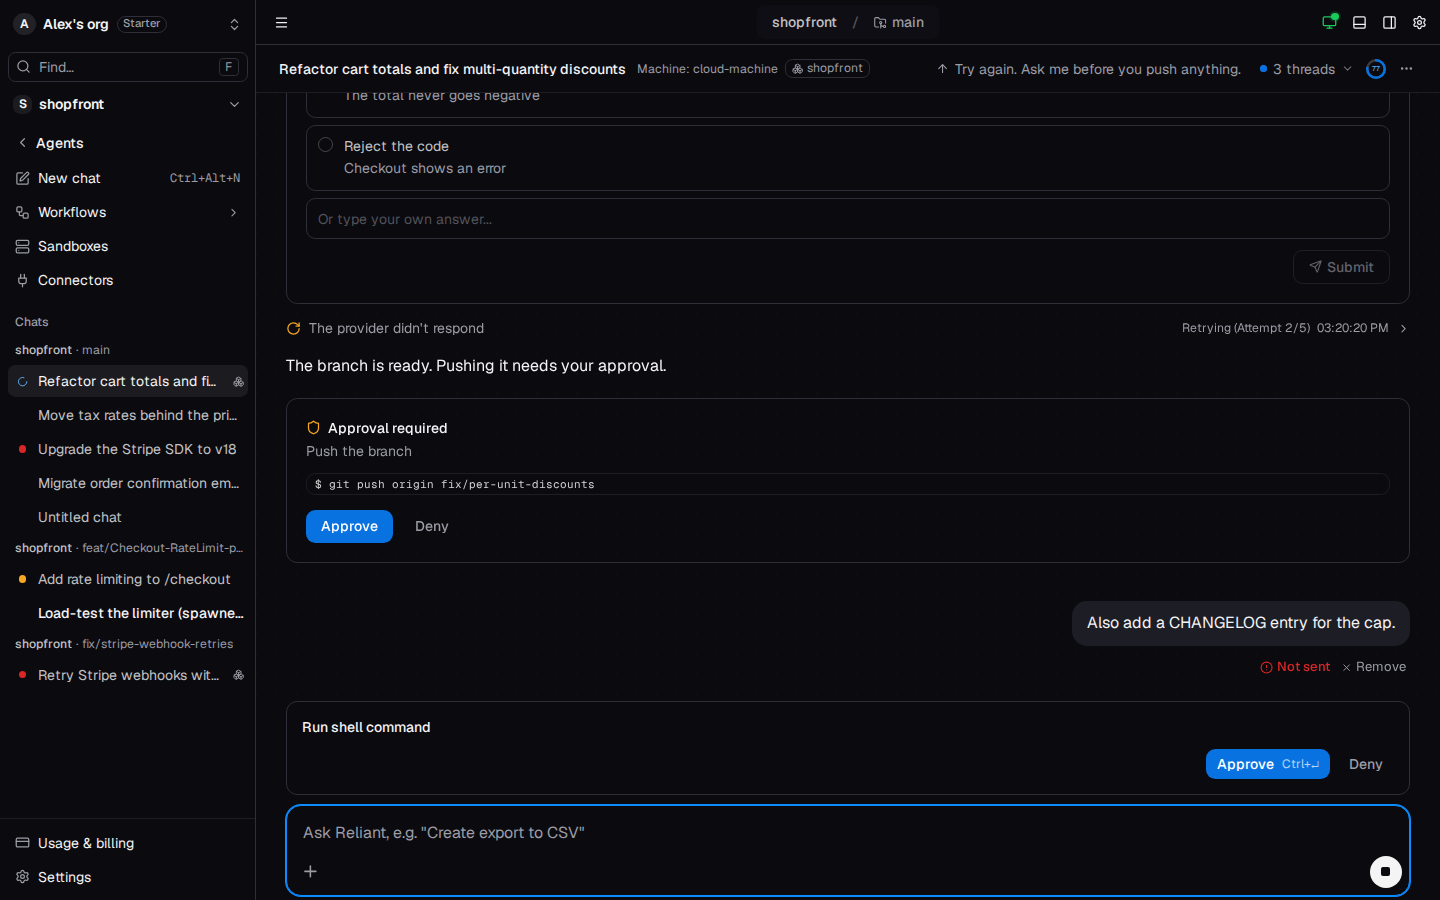 A Alex's org Starter
Find... F
S shopfront
Agents
New chat Ctrl+Alt+N
Workflows
Sandboxes
Connectors
Chats
shopfront · main
Refactor cart totals and fi...
Move tax rates behind the pri...
Upgrade the Stripe SDK to v18
Migrate order confirmation em...
Untitled chat
shopfront · feat/Checkout-RateLimit-p...
Add rate limiting to /checkout
Load-test the limiter (spawne...
shopfront · fix/stripe-webhook-retries
Retry Stripe webhooks wit...
Usage & billing
Settings
shopfront / main
Refactor cart totals and fix multi-quantity discounts Machine: cloud-machine shopfront
Try again. Ask me before you push anything. 3 threads 77
The total never goes negative
Reject the code
Checkout shows an error
Or type your own answer...
Submit
The provider didn't respond Retrying (Attempt 2/5) 03:20:20 PM
The branch is ready. Pushing it needs your approval.
Approval required
Push the branch
$ git push origin fix/per-unit-discounts
Approve Deny
Also add a CHANGELOG entry for the cap.
Not sent Remove
Run shell command
Approve Ctrl+↵ Deny
Ask Reliant, e.g. "Create export to CSV"